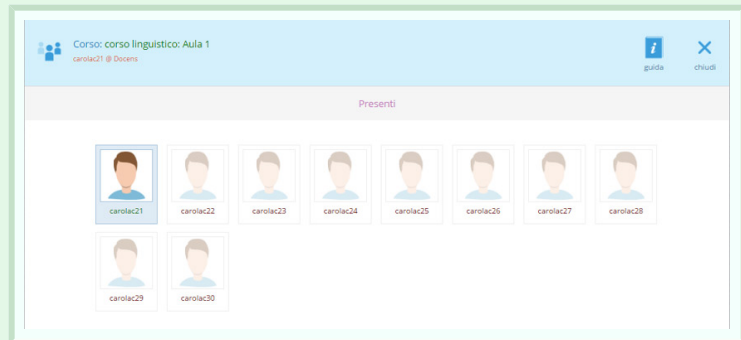 Corso: corso linguistico: Aula 1
carolac21 @ Docens
i
guida
chiudi
Presenti
carolac21 carolac22 carolac23 carolac24 carolac25 carolac26 carolac27 carolac28
carolac29 carolac30